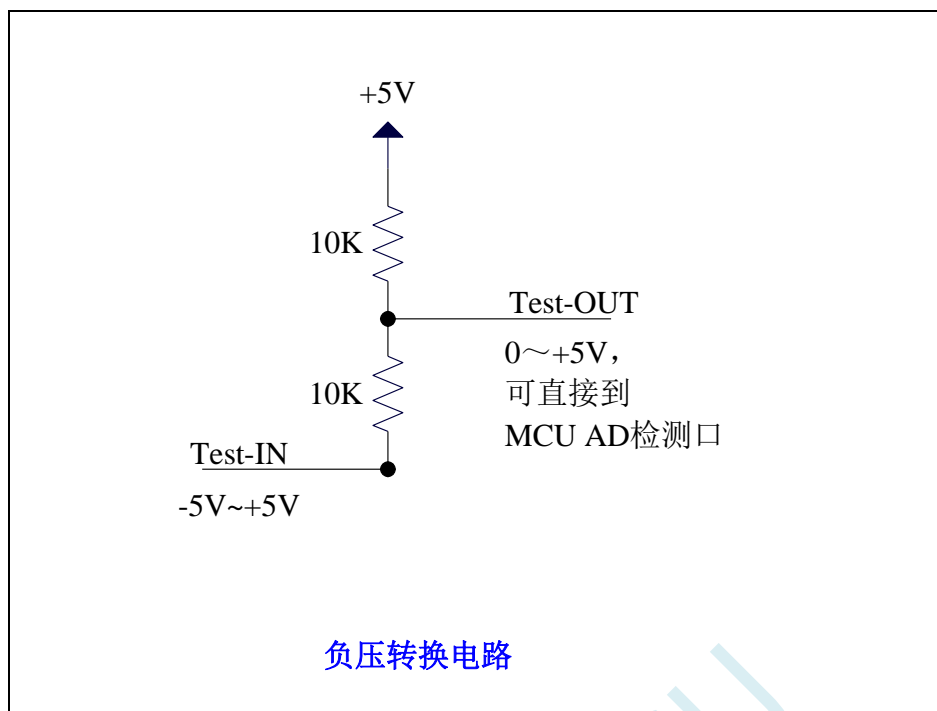 +5V
10K
Test-OUT
0～+5V，
可直接到
10K
MCU AD检测口
Test-IN
-5V~+5V
负压转换电路